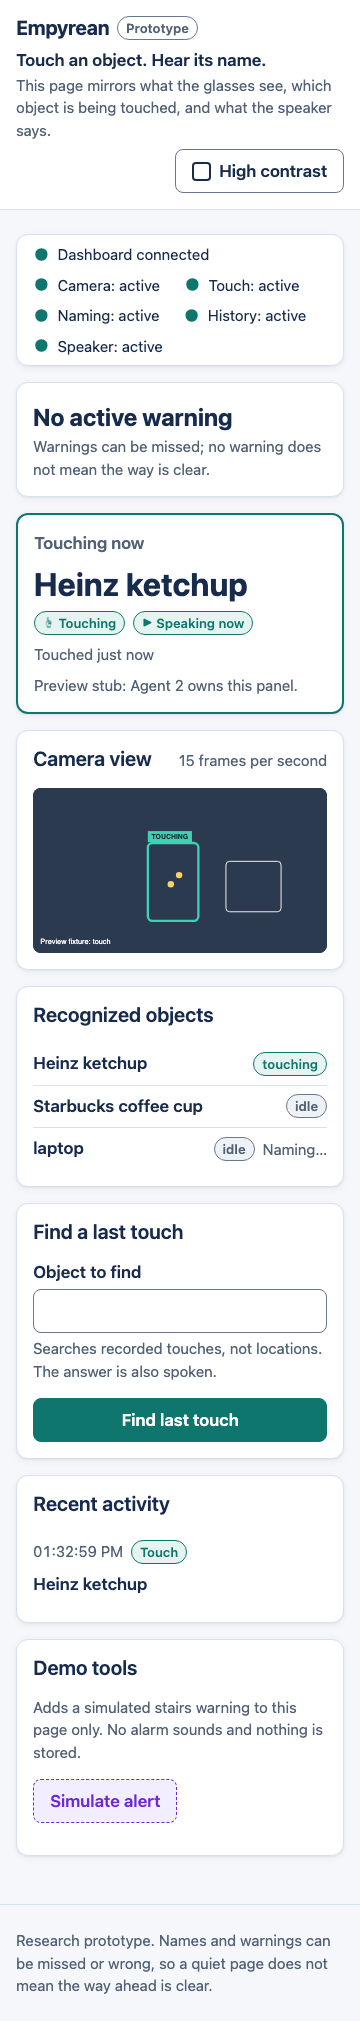 Empyrean Prototype
Touch an object. Hear its name.
This page mirrors what the glasses see, which
object is being touched, and what the speaker
says.
High contrast
Dashboard connected
Camera: active Touch: active
Naming: active History: active
Speaker: active
No active warning
Warnings can be missed; no warning does
not mean the way is clear.
Touching now
Heinz ketchup
Touching Speaking now
Touched just now
Preview stub: Agent 2 owns this panel.
Camera view 15 frames per second
TOUCHING
Preview fixture: touch
Recognized objects
Heinz ketchup touching
Starbucks coffee cup idle
laptop idle Naming...
Find a last touch
Object to find
Searches recorded touches, not locations.
The answer is also spoken.
Find last touch
Recent activity
01:32:59 PM Touch
Heinz ketchup
Demo tools
Adds a simulated stairs warning to this
page only. No alarm sounds and nothing is
stored.
Simulate alert
Research prototype. Names and warnings can
be missed or wrong, so a quiet page does not
mean the way ahead is clear.